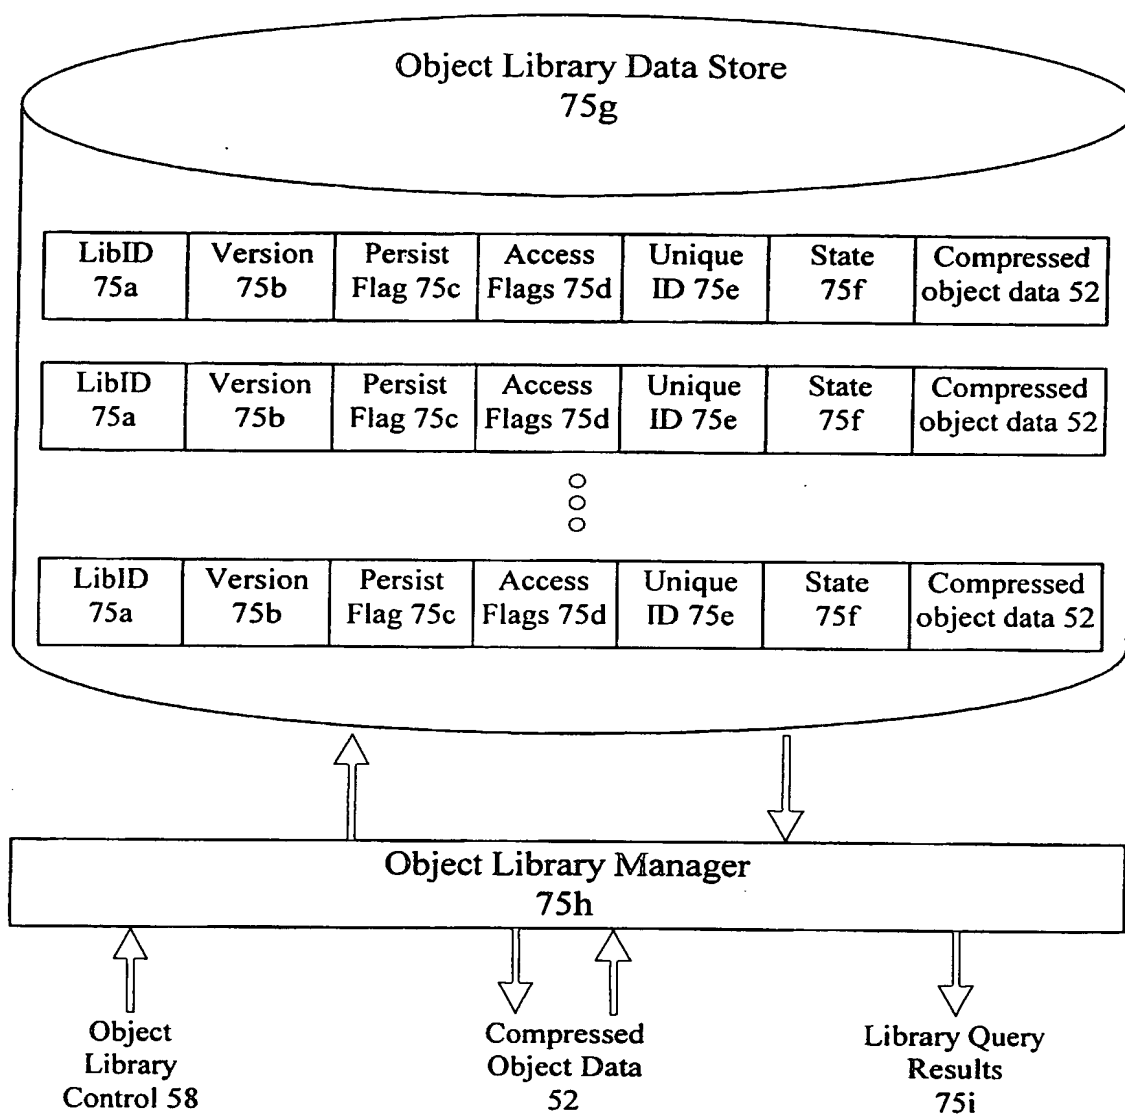 Object Library Data Store
75g
LibID Version Persist Access Unique State Compressed
75a 75b Flag 75c Flags 75d ID 75e 75f object data 52
LibID Version Persist Access Unique State Compressed
75a 75b Flag 75c Flags 75d ID 75e 75f object data 52
LibID Version Persist Access Unique State Compressed
75a 75b Flag 75c Flags 75d ID 75e 75f object data 52
Object Library Manager
75h
Object Compressed Library Query
Library Object Data Results
Control 58 52 75i